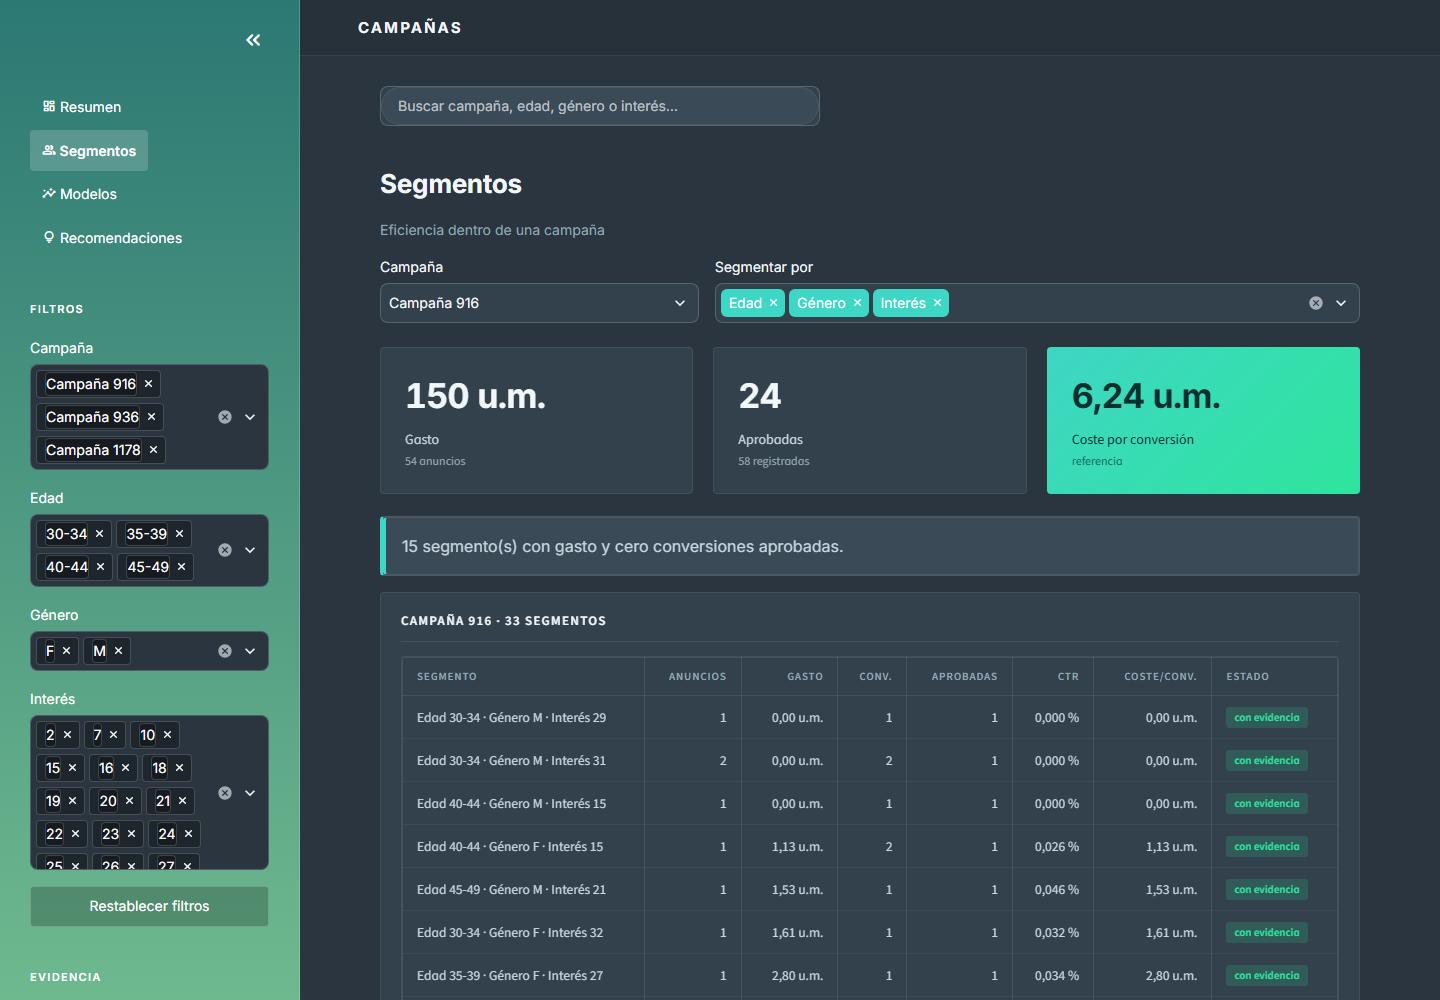 CAMPAÑAS
Resumen
Segmentos
Modelos
Recomendaciones
FILTROS
Campaña
Campaña 916
Campaña 936
Campaña 1178
Edad
30-34 35-39
40-44 45-49
Género
F M
Interés
2 7 10
15 16 18
19 20 21
22 23 24
25 26 27
Restablecer filtros
EVIDENCIA
Buscar campaña, edad, género o interés...
Segmentos
Eficiencia dentro de una campaña
Campaña
Campaña 916
Segmentar por
Edad Género Interés
150 u.m.
Gasto
54 anuncios
24
Aprobadas
58 registradas
6,24 u.m.
Coste por conversión
referencia
15 segmento(s) con gasto y cero conversiones aprobadas.
CAMPAÑA 916 · 33 SEGMENTOS
SEGMENTO ANUNCIOS GASTO CONV. APROBADAS CTR COSTE/CONV. ESTADO
Edad 30-34 · Género M · Interés 29 1 0,00 u.m. 1 1 0,000 % 0,00 u.m. con evidencia
Edad 30-34 · Género M · Interés 31 2 0,00 u.m. 2 1 0,000 % 0,00 u.m. con evidencia
Edad 40-44 · Género M · Interés 15 1 0,00 u.m. 1 1 0,000 % 0,00 u.m. con evidencia
Edad 40-44 · Género F · Interés 15 1 1,13 u.m. 2 1 0,026 % 1,13 u.m. con evidencia
Edad 45-49 · Género M · Interés 21 1 1,53 u.m. 1 1 0,046 % 1,53 u.m. con evidencia
Edad 30-34 · Género F · Interés 32 1 1,61 u.m. 1 1 0,032 % 1,61 u.m. con evidencia
Edad 35-39 · Género F · Interés 27 1 2,80 u.m. 1 1 0,034 % 2,80 u.m. con evidencia